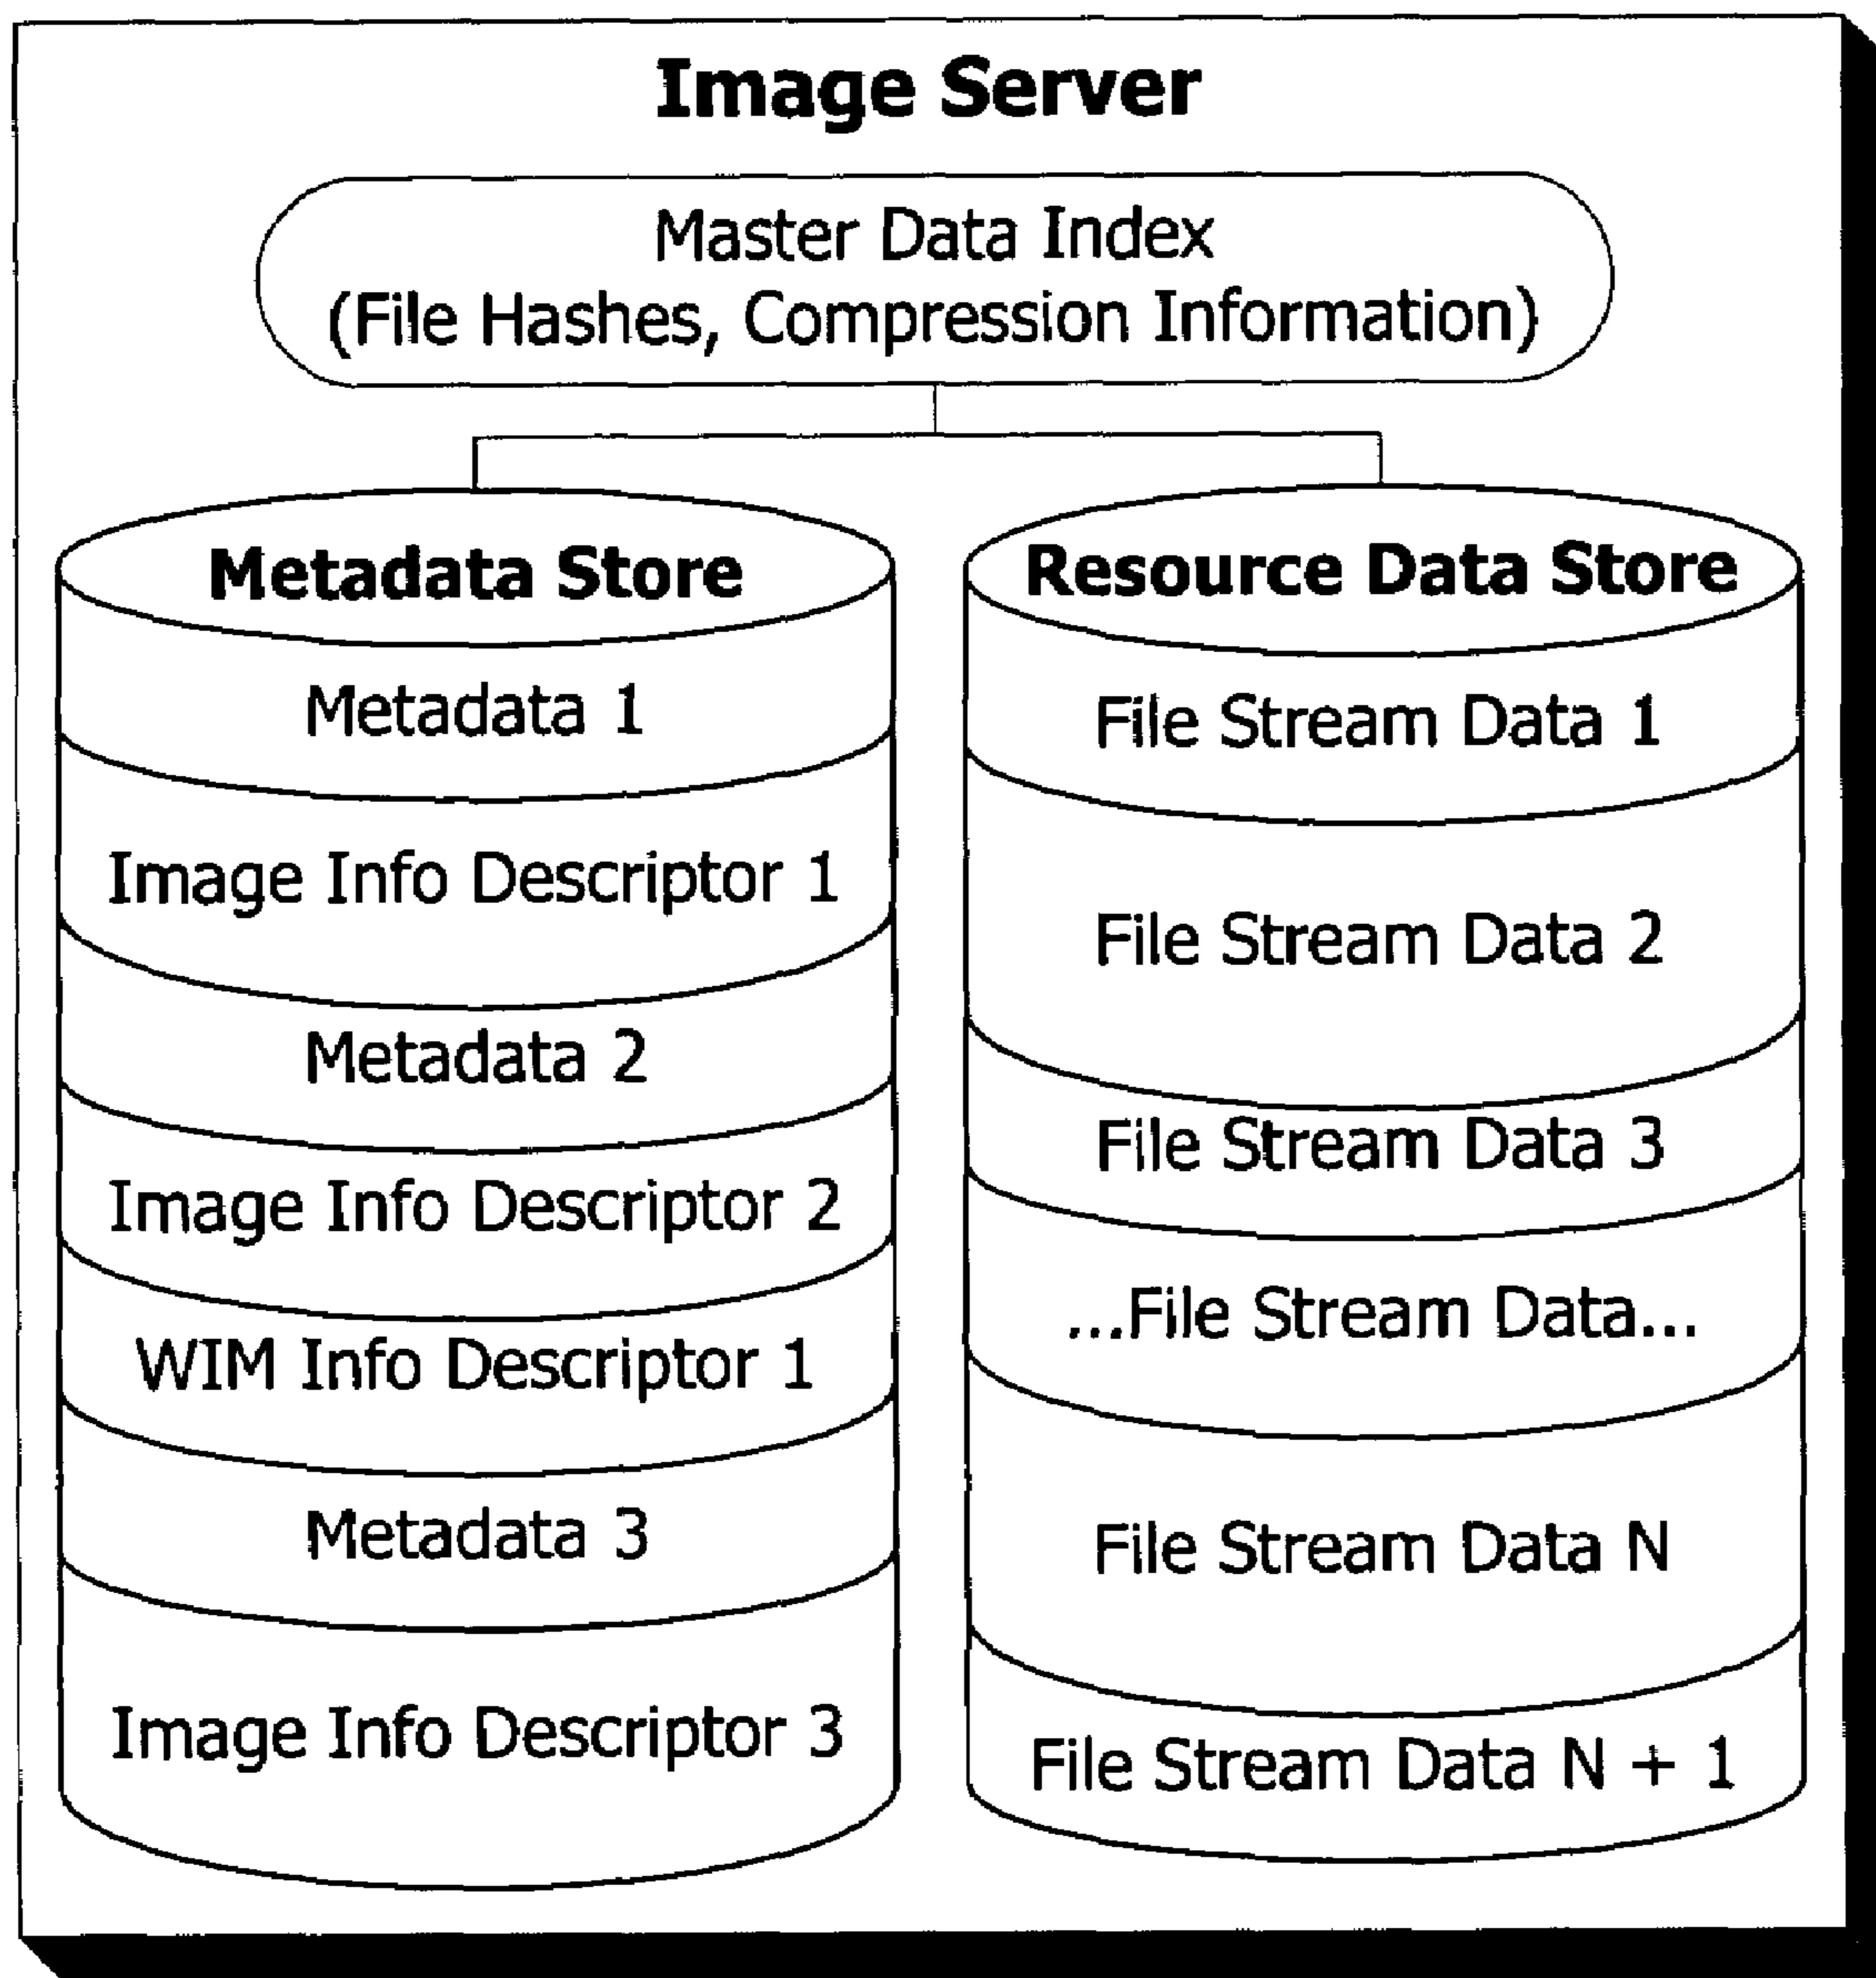 Image Server
Master Data Index
(File Hashes, Compression Information)
Metadata Store
Metadata 1
Image Info Descriptor 1
Metadata 2
Image Info Descriptor 2
WIM Info Descriptor 1
Metadata 3
Image Info Descriptor 3
Resource Data Store
File Stream Data 1
File Stream Data 2
File Stream Data 3
...File Stream Data...
File Stream Data N
File Stream Data N + 1